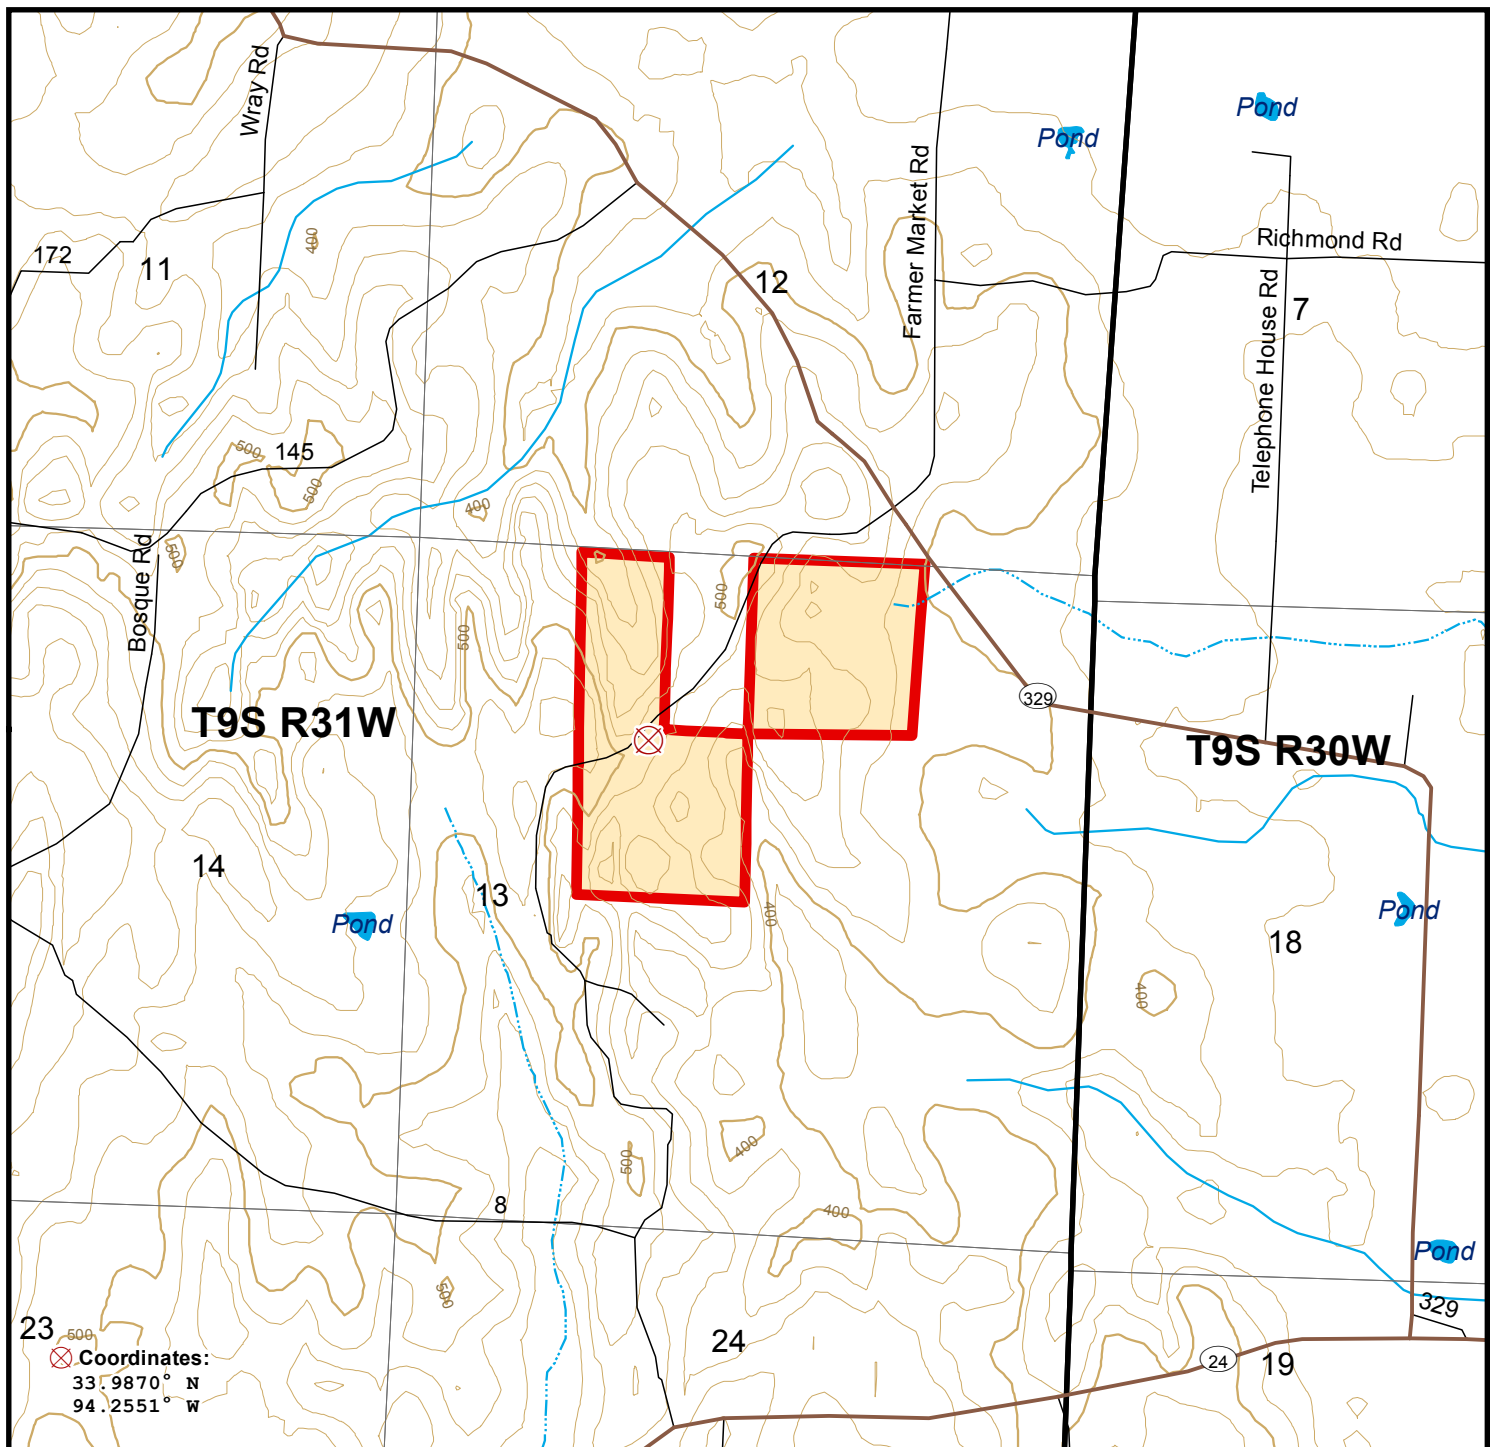 Wray Rd
Pond
Pond
Farmer Market Rd
172
11
400
12
Richmond Rd
7
Telephone House Rd
500
145
500
400
500
Bosque Rd
500
500
T9S R31W
329
T9S R30W
14
13
Pond
400
Pond
18
400
400
500
8
400
Pond
500
329
23
500
24
24
19
Coordinates:
33.9870° N
94.2551° W